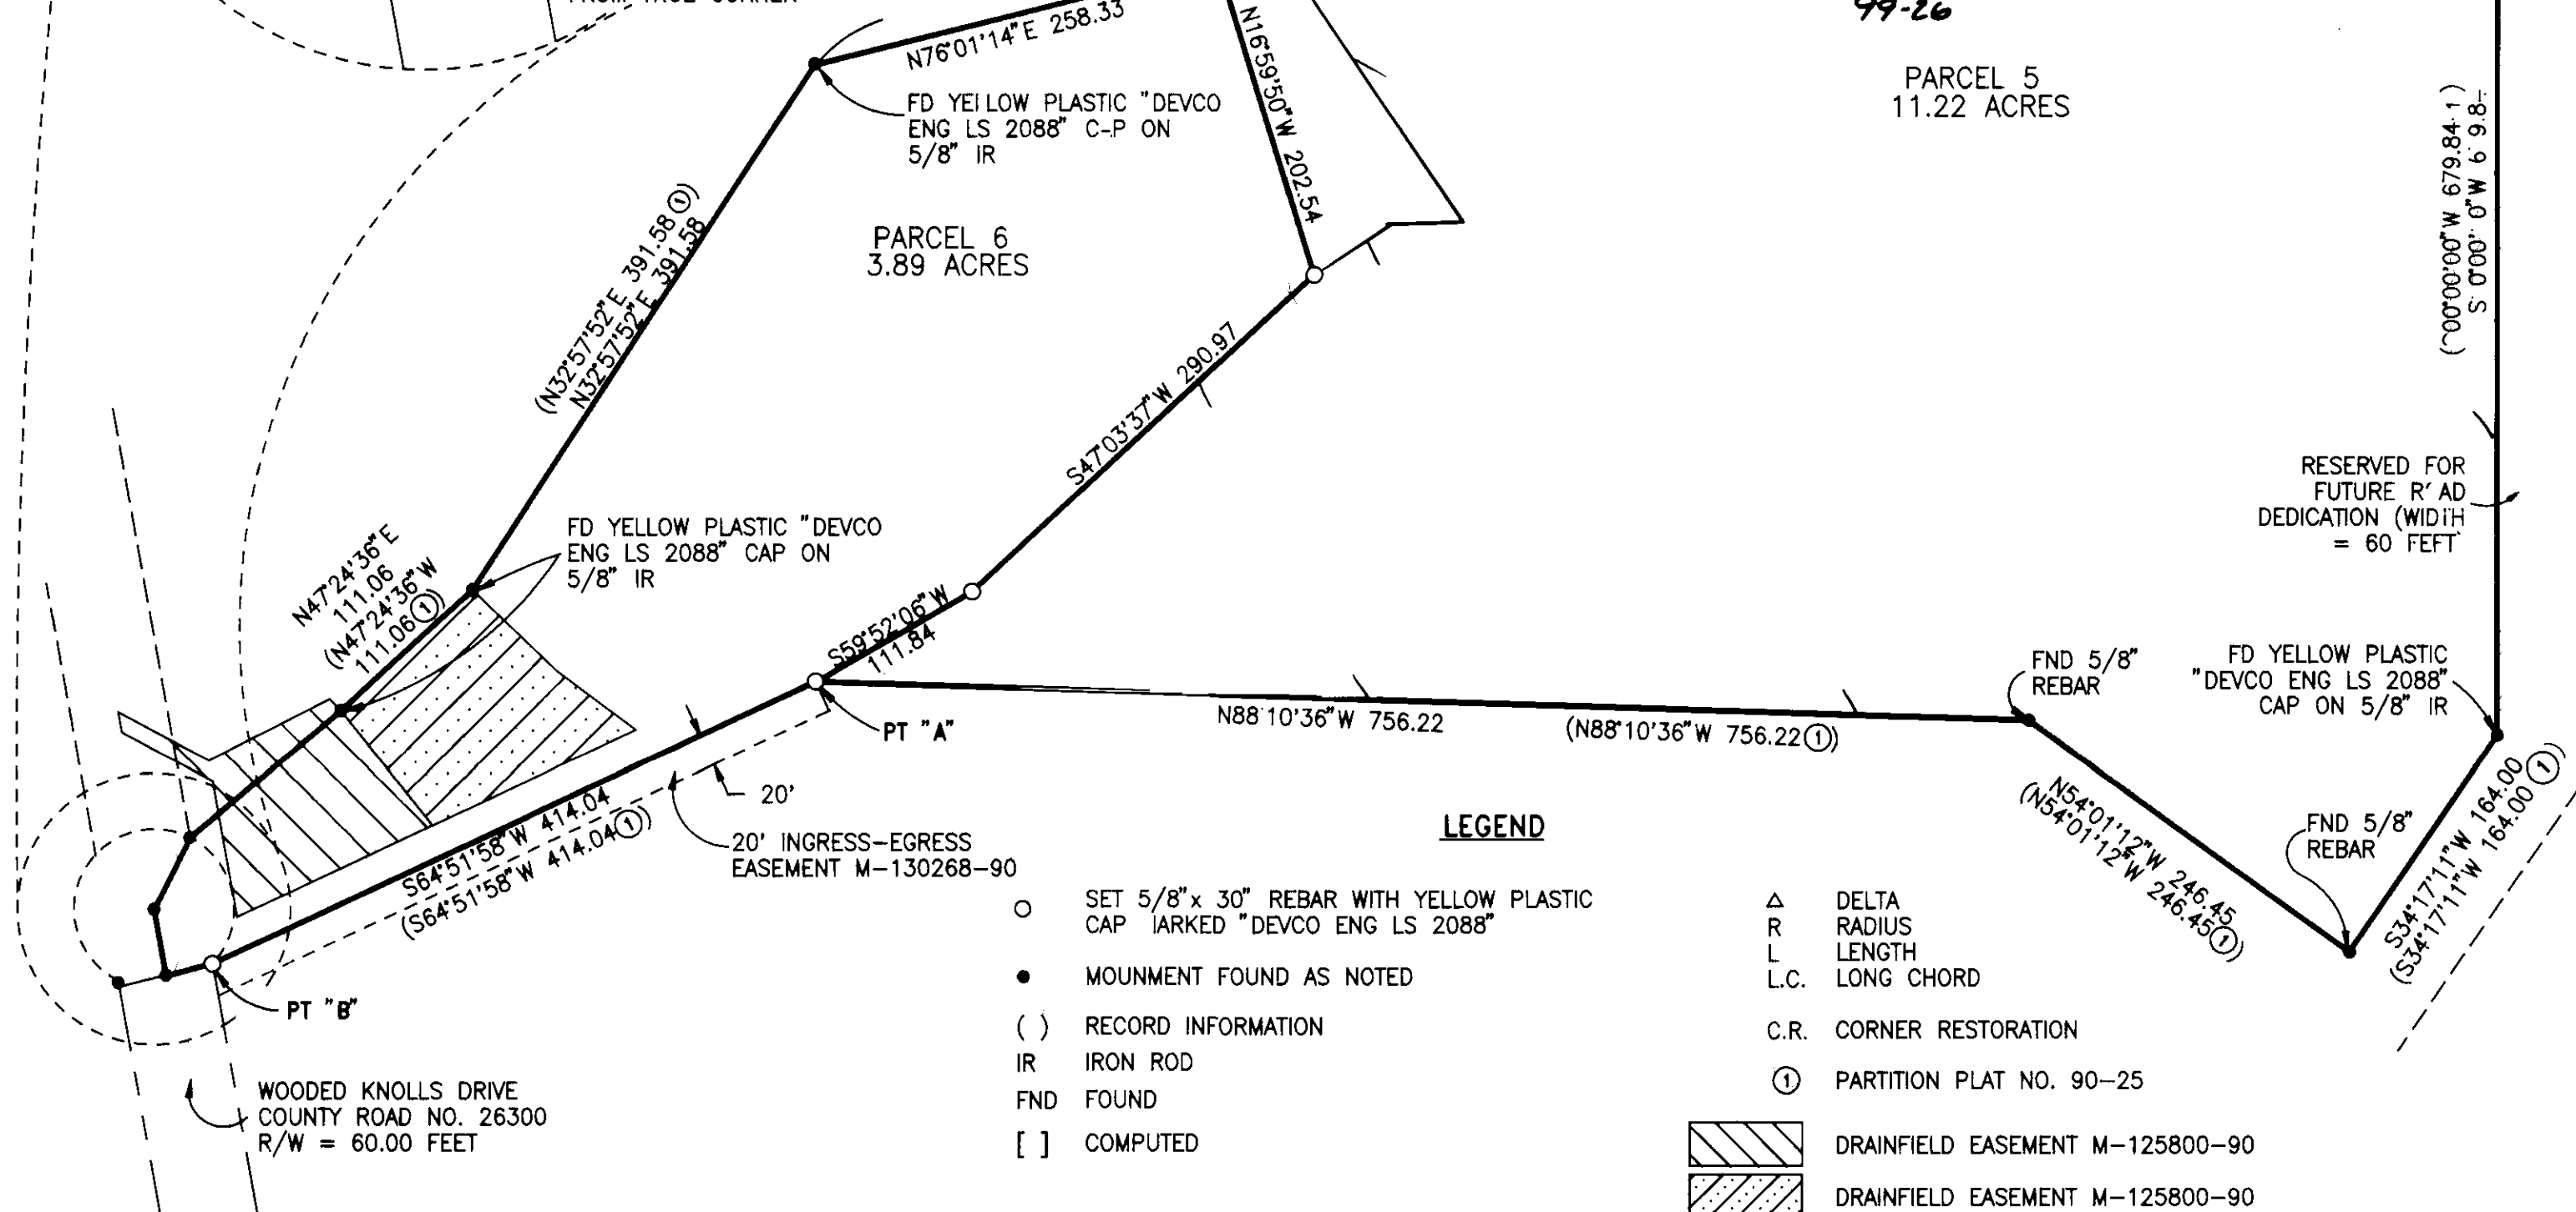 99-26
PARCEL 5
11.22 ACRES
N76°01'14"E 258.33
N16°59'50"W 202.54
FD YELLOW PLASTIC "DEVCO
ENG LS 2088" C-P ON
5/8" IR
PARCEL 6
3.89 ACRES
(N32°57'52"E 391.58 ①)
N32°57'52"E 391.58
S47°03'37"W 290.97
RESERVED FOR
FUTURE R'AD
DEDICATION (WIDTH
= 60 FEET
FD YELLOW PLASTIC "DEVCO
ENG LS 2088" CAP ON
5/8" IR
N47°24'36"E
111.06
(N47°24'36"W
111.06①)
S59°52'06"W
111.84
PT "A"
N88°10'36"W 756.22
(N88°10'36"W 756.22①)
FND 5/8"
REBAR
FD YELLOW PLASTIC
"DEVCO ENG LS 2088"
CAP ON 5/8" IR
N54°01'12"W 246.45
(N54°01'12"W 246.45①)
FND 5/8"
REBAR
S34°17'11"W 164.00
(S34°17'11"W 164.00①)
20'
20' INGRESS-EGRESS
EASEMENT M-130268-90
S64°51'58"W 414.04
(S64°51'58"W 414.04①)
PT "B"
WOODED KNOLLS DRIVE
COUNTY ROAD NO. 26300
R/W = 60.00 FEET
LEGEND
SET 5/8"x 30" REBAR WITH YELLOW PLASTIC
CAP ARKED "DEVCO ENG LS 2088"
MOUNMENT FOUND AS NOTED
( ) RECORD INFORMATION
IR IRON ROD
FND FOUND
[ ] COMPUTED
Δ DELTA
R RADIUS
L LENGTH
L.C. LONG CHORD
C.R. CORNER RESTORATION
① PARTITION PLAT NO. 90-25
DRAINFIELD EASEMENT M-125800-90
DRAINFIELD EASEMENT M-125800-90